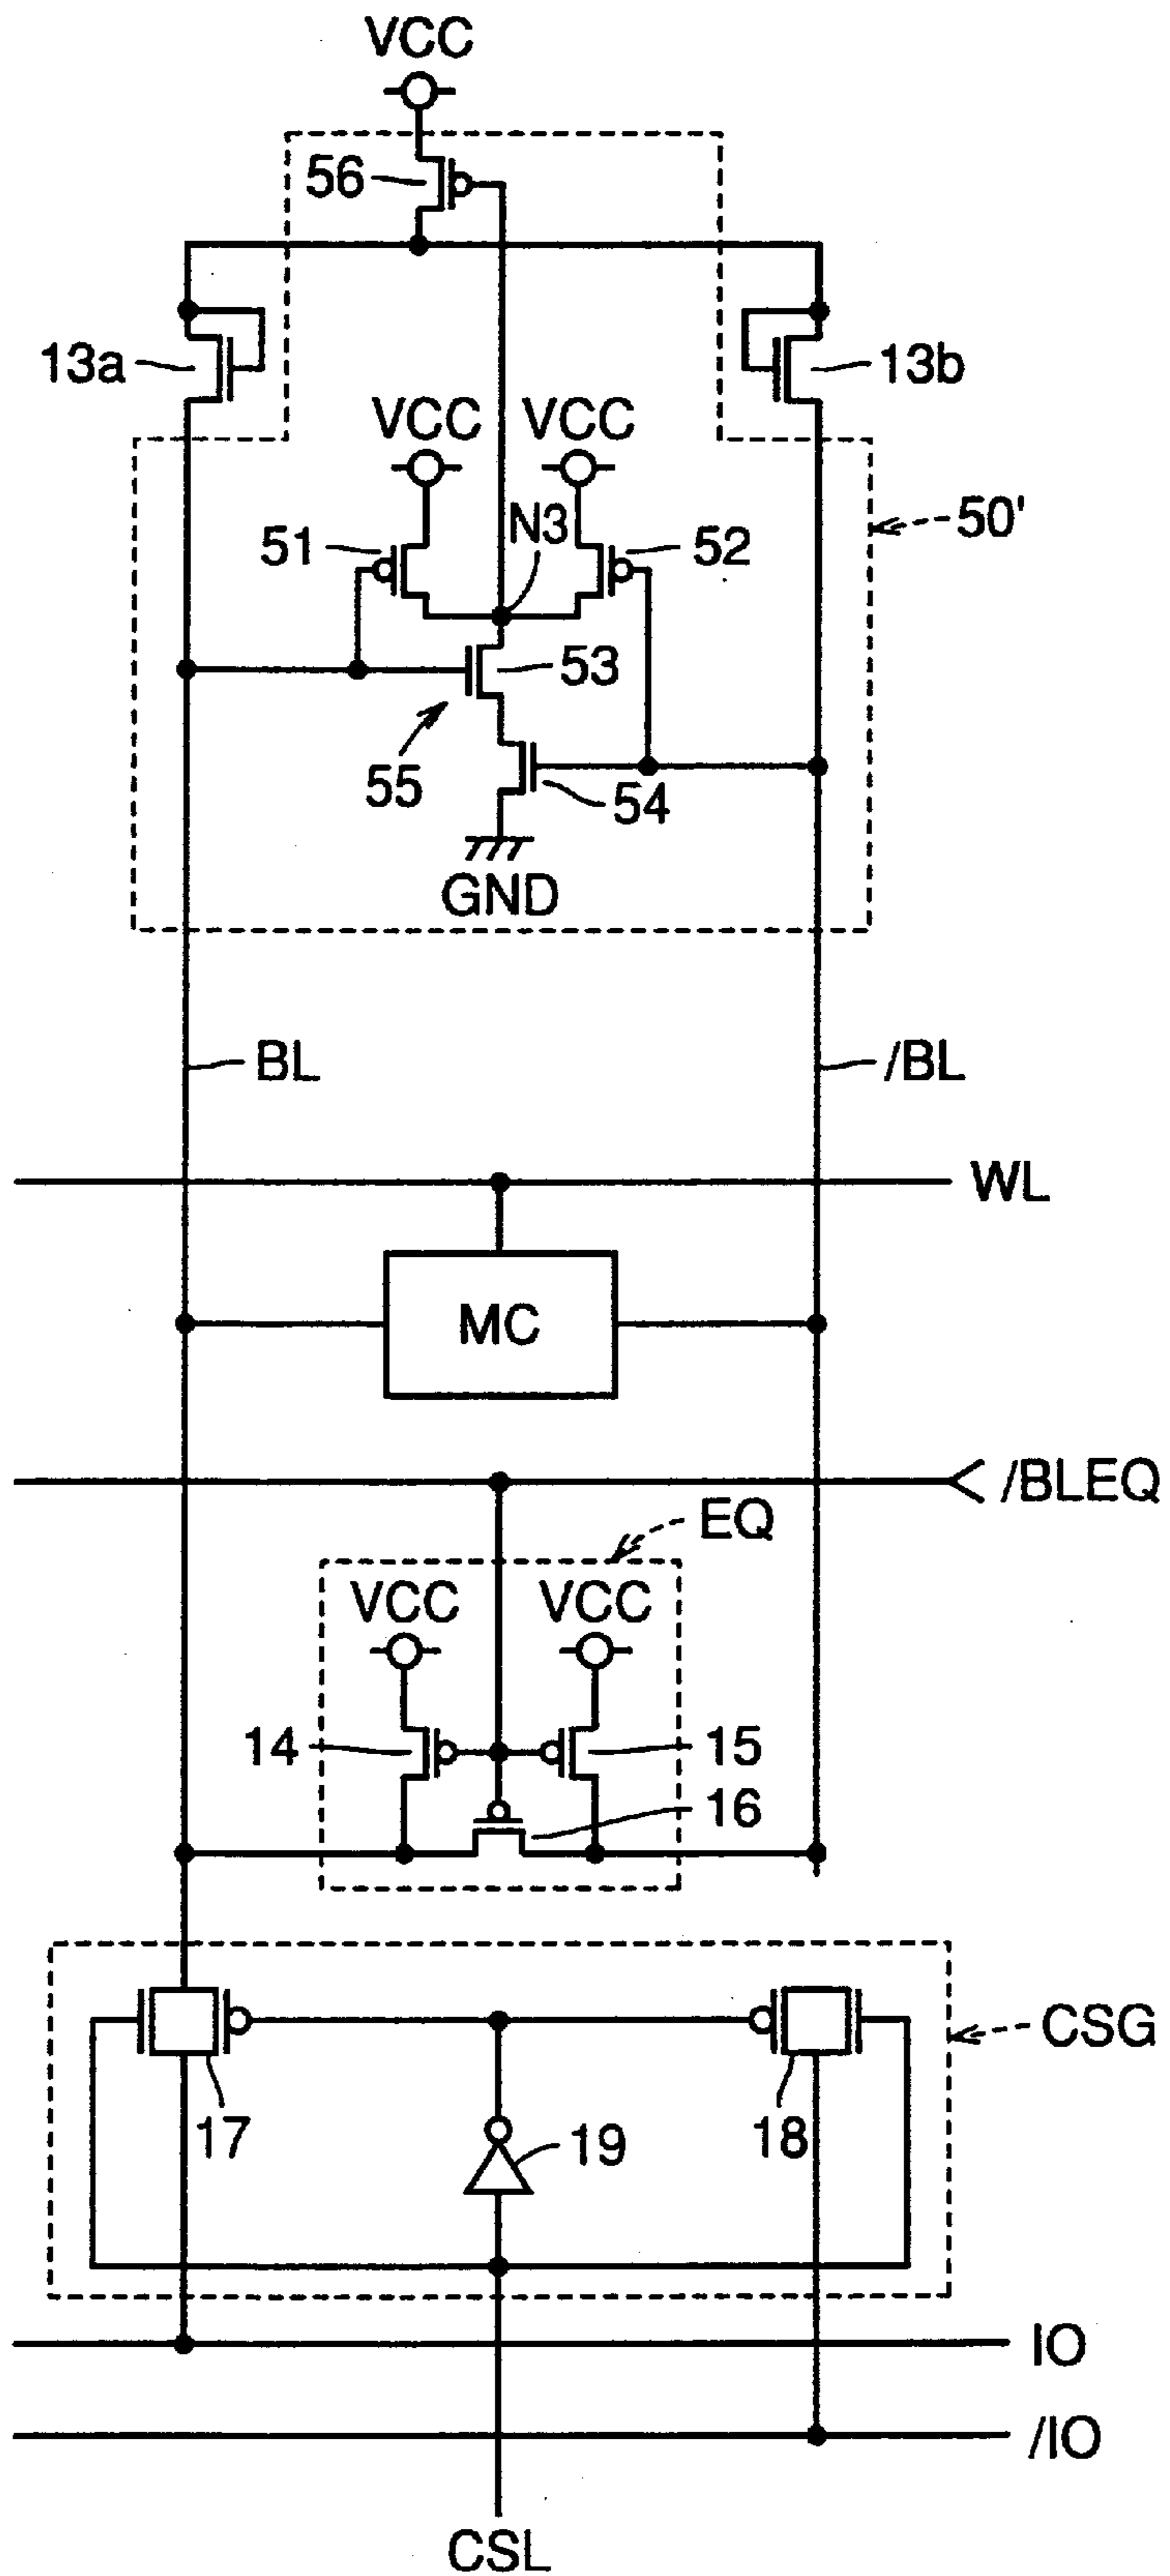 VCC
56
13a
13b
VCC
VCC
50'
N3
51
52
53
55
54
GND
BL
/BL
WL
MC
/BLEQ
EQ
VCC
VCC
14
15
16
CSG
17
18
19
IO
/IO
CSL